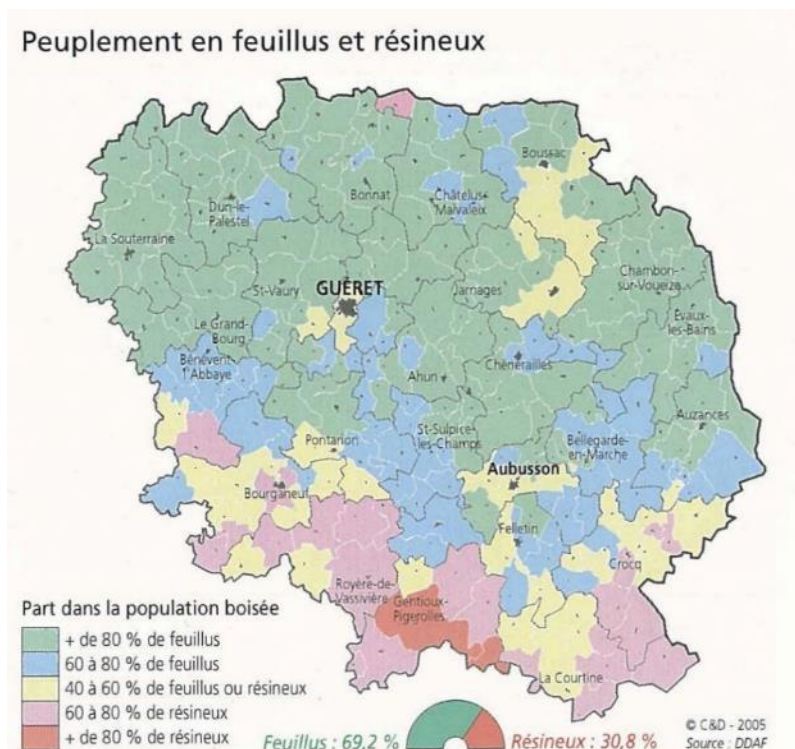 Peuplement en feuillus et résineux
Boussac
Bonnat
Châtelus-
Malvaleix
Dun-le-
Palestel
La Souterraine
Chambon-
sur-Voueize
St-Vaury
GUÉRET
Jarnages
Évaux-
les-Bains
Le Grand-
Bourg
Bénévent-
l'Abbaye
Ahun
Chénérailles
Auzances
Pontarion
St-Sulpice-
les-Champs
Bellegarde-
en-Marche
Aubusson
Bourganeuf
Felletin
Crocq
Royère-de-
Vassivière
Gentioux-
Pigerolles
La Courtine
Part dans la population boisée
+ de 80 % de feuillus
60 à 80 % de feuillus
40 à 60 % de feuillus ou résineux
60 à 80 % de résineux
+ de 80 % de résineux
Feuillus : 69,2 %
Résineux : 30,8 %
© C&D - 2005
Source : DDAF